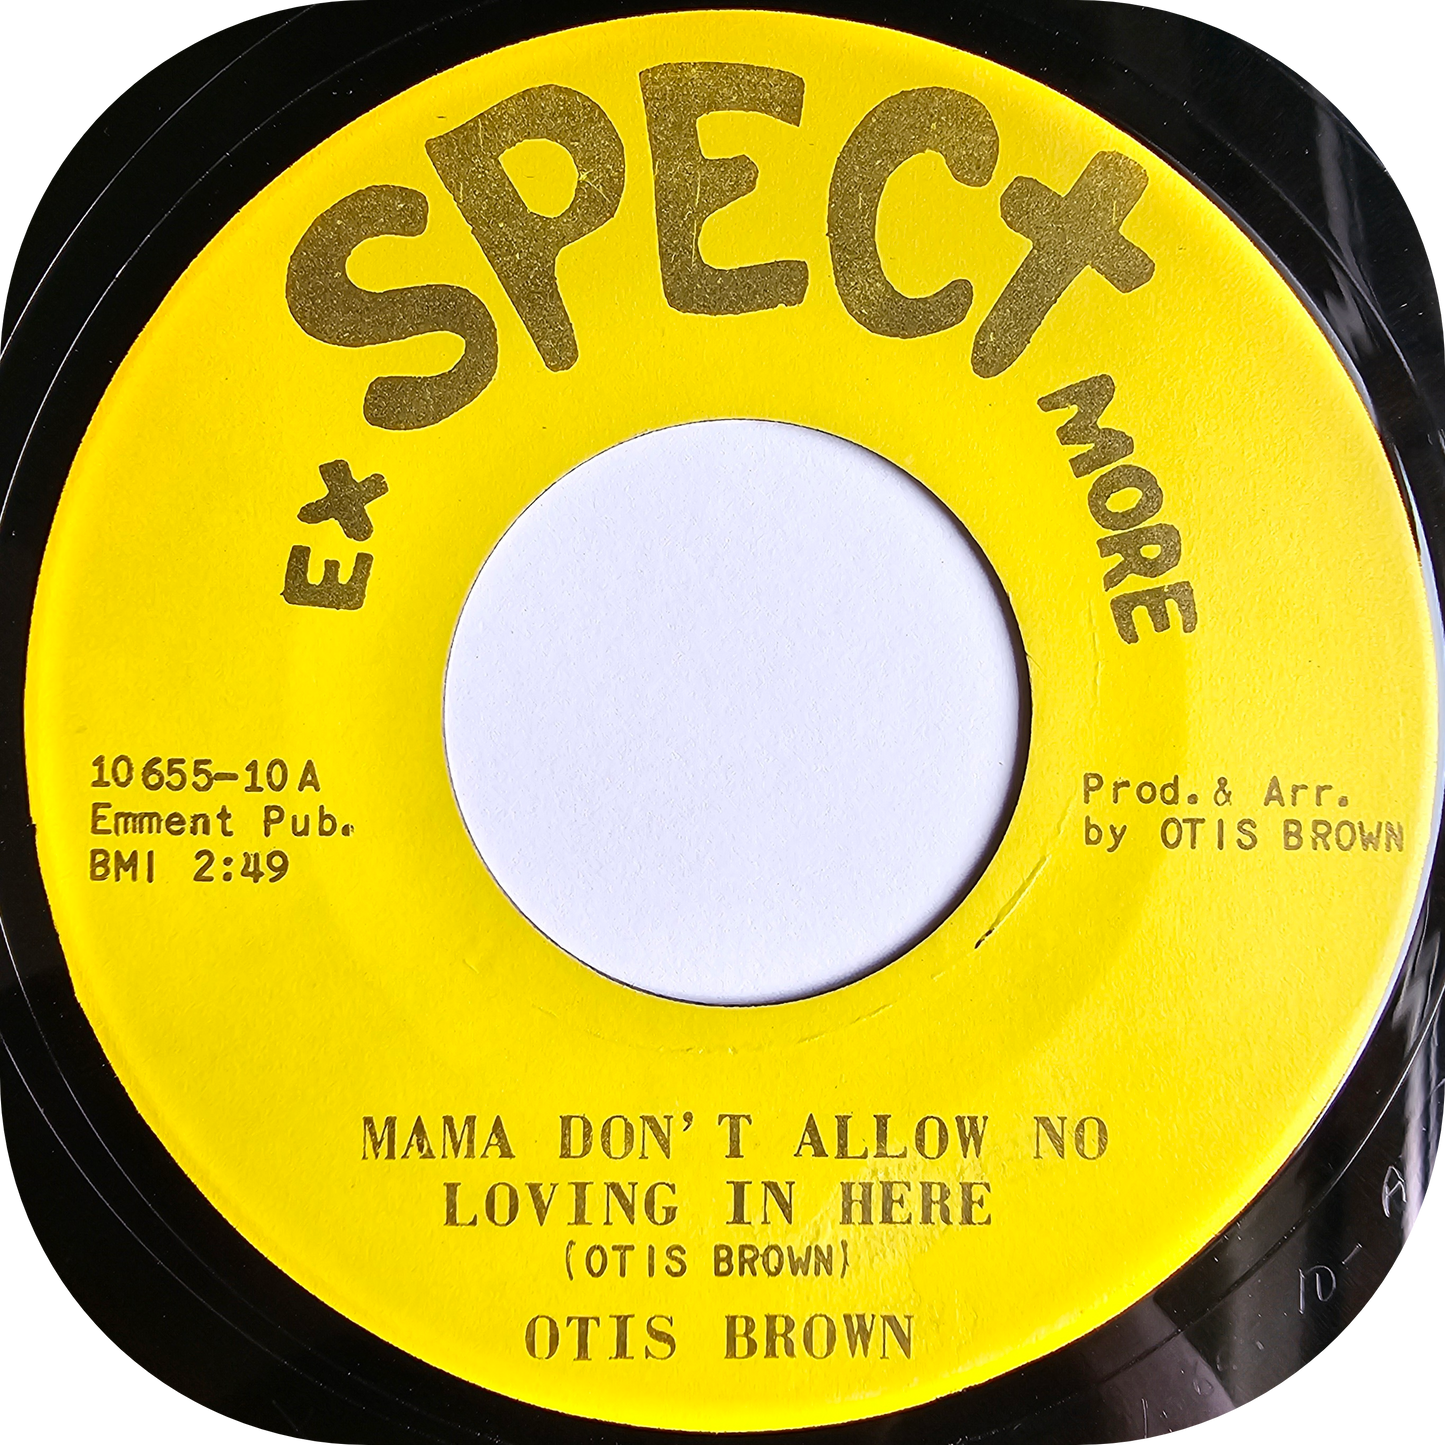 Ex SPECt MORE
10655-10A
Emment Pub.
BMI 2:49
Prod. & Arr.
by OTIS BROWN
MAMA DON'T ALLOW NO
LOVING IN HERE
(OTIS BROWN)
OTIS BROWN